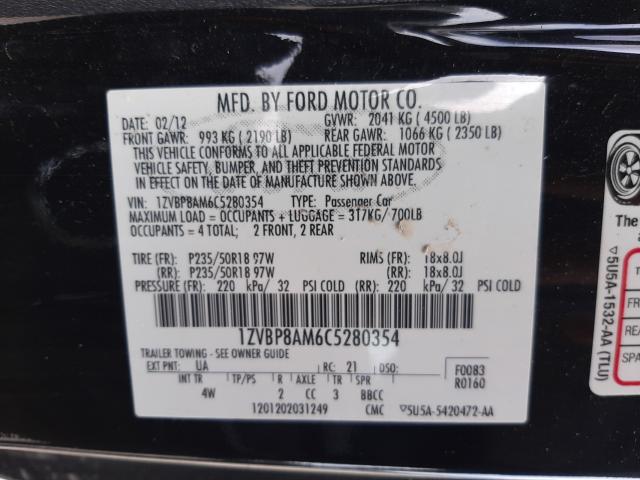 MFD. BY FORD MOTOR CO.
DATE: 02/12 GVWR: 2041 KG ( 4500 LB)
FRONT GAWR: 993 KG ( 2190 LB) REAR GAWR: 1066 KG ( 2350 LB)
THIS VEHICLE CONFORMS TO ALL APPLICABLE FEDERAL MOTOR
VEHICLE SAFETY, BUMPER, AND THEFT PREVENTION STANDARDS
IN EFFECT ON THE DATE OF MANUFACTURE SHOWN ABOVE.
VIN: 1ZVBP8AM6C5280354 TYPE: Passenger Car
MAXIMUM LOAD = OCCUPANTS + LUGGAGE = 317KG/ 700LB
OCCUPANTS = 4 TOTAL; 2 FRONT, 2 REAR
TIRE (FR): P235/50R18 97W RIMS (FR): 18x8.0J
(RR): P235/50R18 97W (RR): 18x8.0J
PRESSURE (FR): 220 kPa/ 32 PSI COLD (RR): 220 kPa/ 32 PSI COLD
1ZVBP8AM6C5280354
TRAILER TOWING - SEE OWNER GUIDE
EXT PNT: UA RC: 21 F0083
INT TR TP/PS R AXLE TR SPR R0160
4W 2 CC 3 BBCC
1201202031249 CMC ▽5U5A-5420472-AA
The
a
▽5U5A-1532-AA (TLU)
SPA